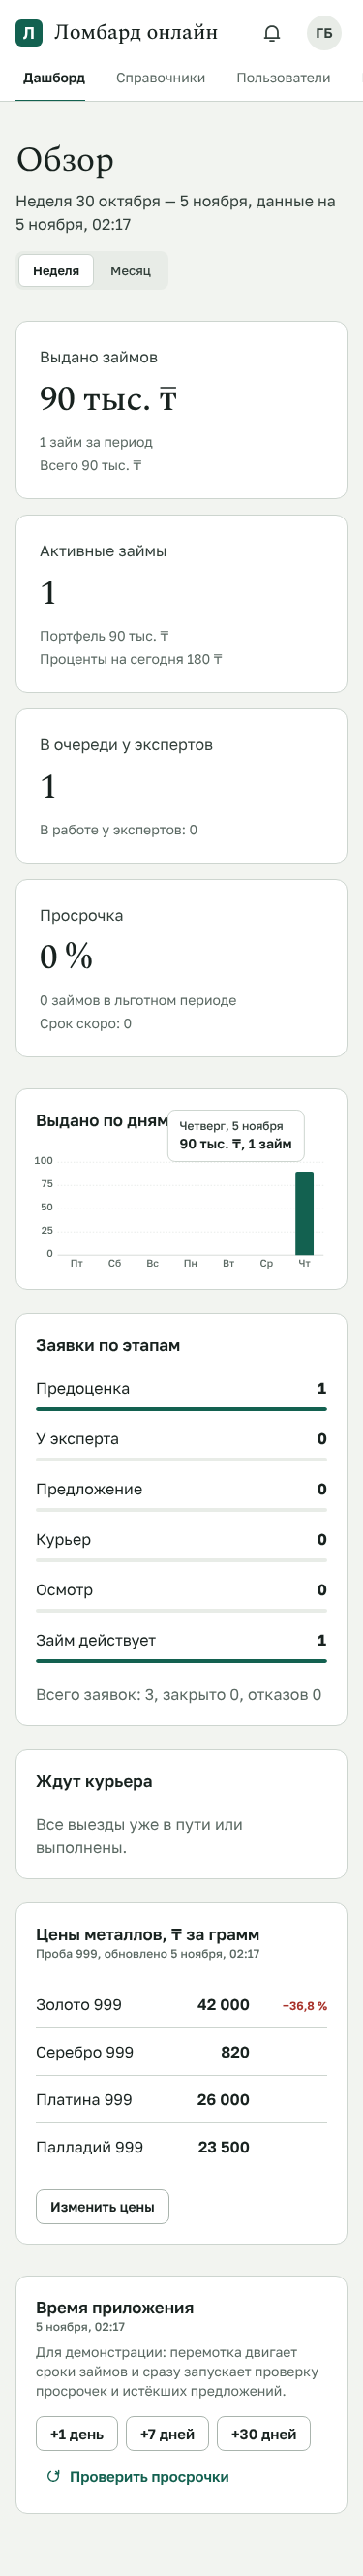 Л Ломбард онлайн ГБ
Дашборд Справочники Пользователи
Обзор
Неделя 30 октября — 5 ноября, данные на
5 ноября, 02:17
Неделя Месяц
Выдано займов
90 тыс. ₸
1 займ за период
Всего 90 тыс. ₸
Активные займы
1
Портфель 90 тыс. ₸
Проценты на сегодня 180 ₸
В очереди у экспертов
1
В работе у экспертов: 0
Просрочка
0 %
0 займов в льготном периоде
Срок скоро: 0
Выдано по дням
Четверг, 5 ноября
90 тыс. ₸, 1 займ
100
75
50
25
0
Пт Сб Вс Пн Вт Ср Чт
Заявки по этапам
Предоценка 1
У эксперта 0
Предложение 0
Курьер 0
Осмотр 0
Займ действует 1
Всего заявок: 3, закрыто 0, отказов 0
Ждут курьера
Все выезды уже в пути или
выполнены.
Цены металлов, ₸ за грамм
Проба 999, обновлено 5 ноября, 02:17
Золото 999 42 000 −36,8 %
Серебро 999 820
Платина 999 26 000
Палладий 999 23 500
Изменить цены
Время приложения
5 ноября, 02:17
Для демонстрации: перемотка двигает
сроки займов и сразу запускает проверку
просрочек и истёкших предложений.
+1 день +7 дней +30 дней
Проверить просрочки